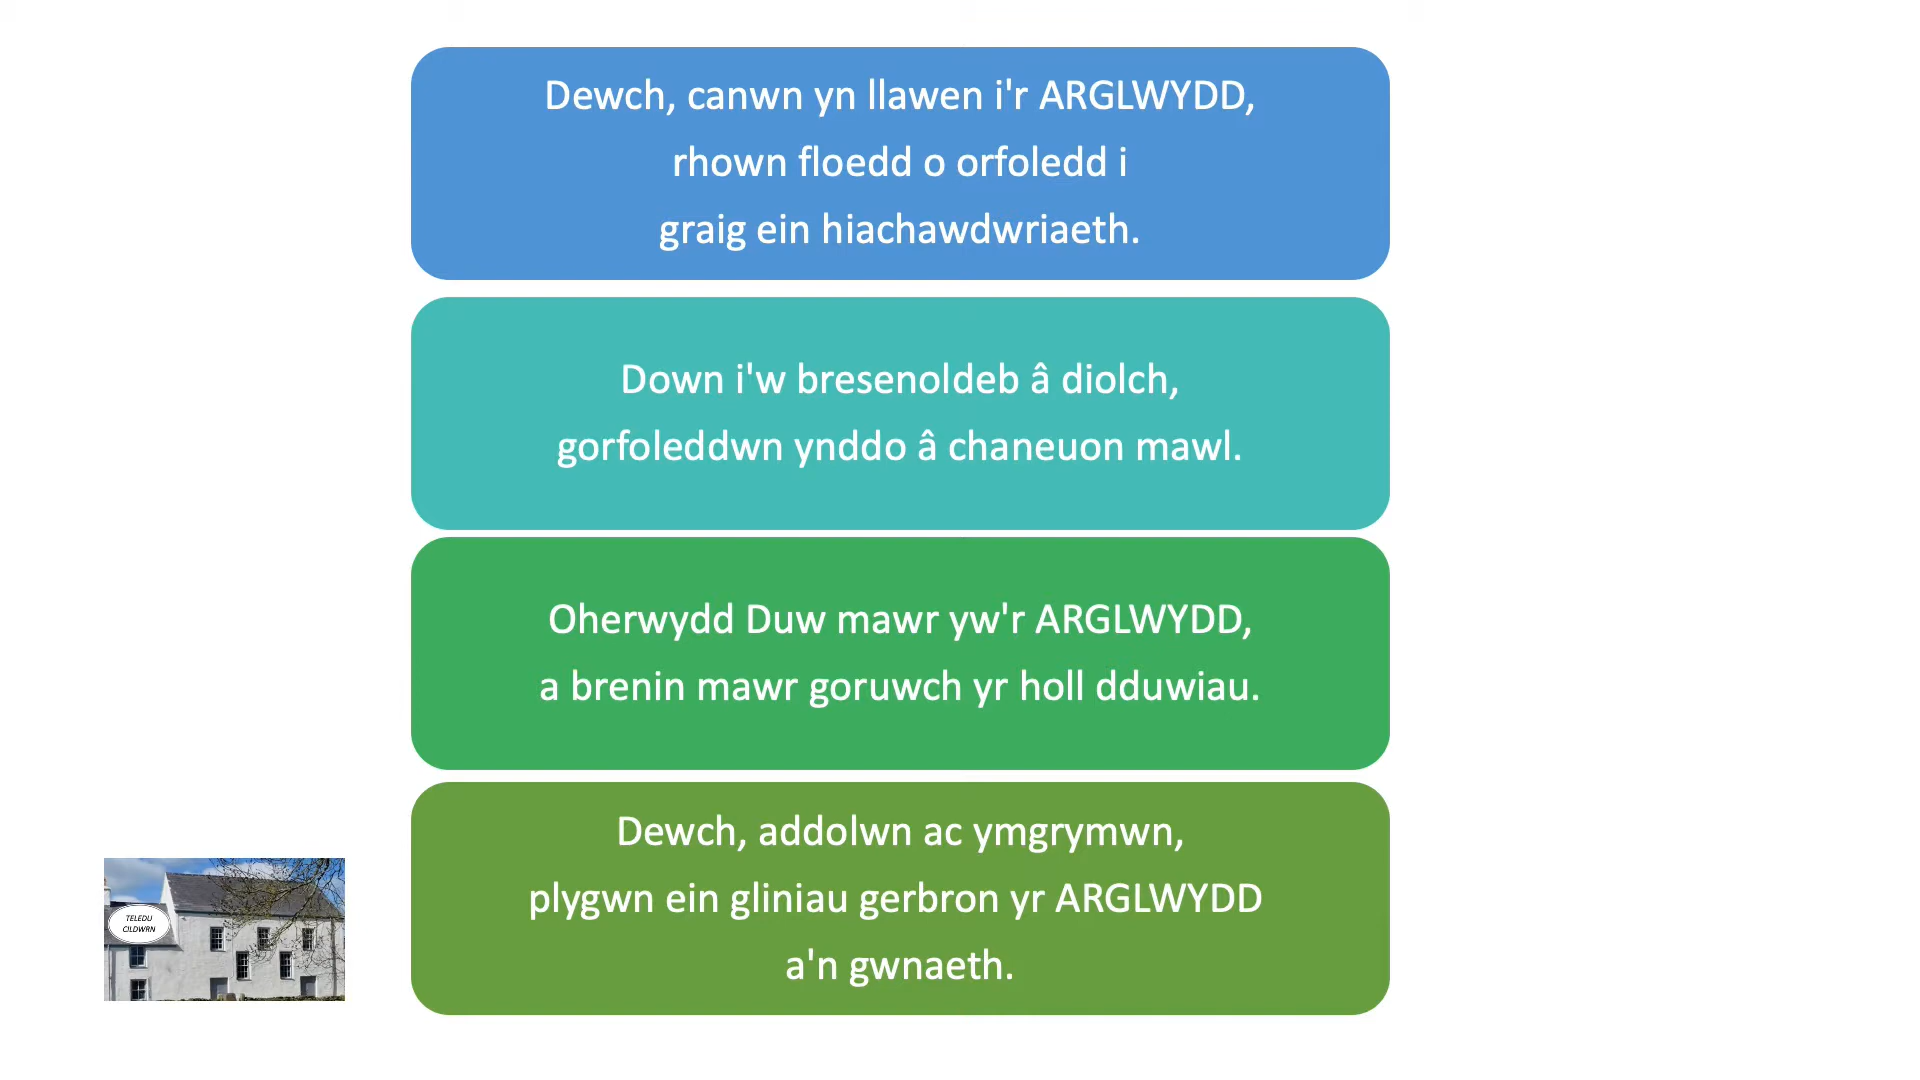 Dewch, canwn yn llawen i'r ARGLWYDD,
rhown floedd o orfoledd i
graig ein hiachawdwriaeth.
Down i'w bresenoldeb â diolch,
gorfoleddwn ynddo â chaneuon mawl.
Oherwydd Duw mawr yw'r ARGLWYDD,
a brenin mawr goruwch yr holl dduwiau.
Dewch, addolwn ac ymgrymwn,
plygwn ein gliniau gerbron yr ARGLWYDD
a'n gwnaeth.
TELEDU
CILDWRN